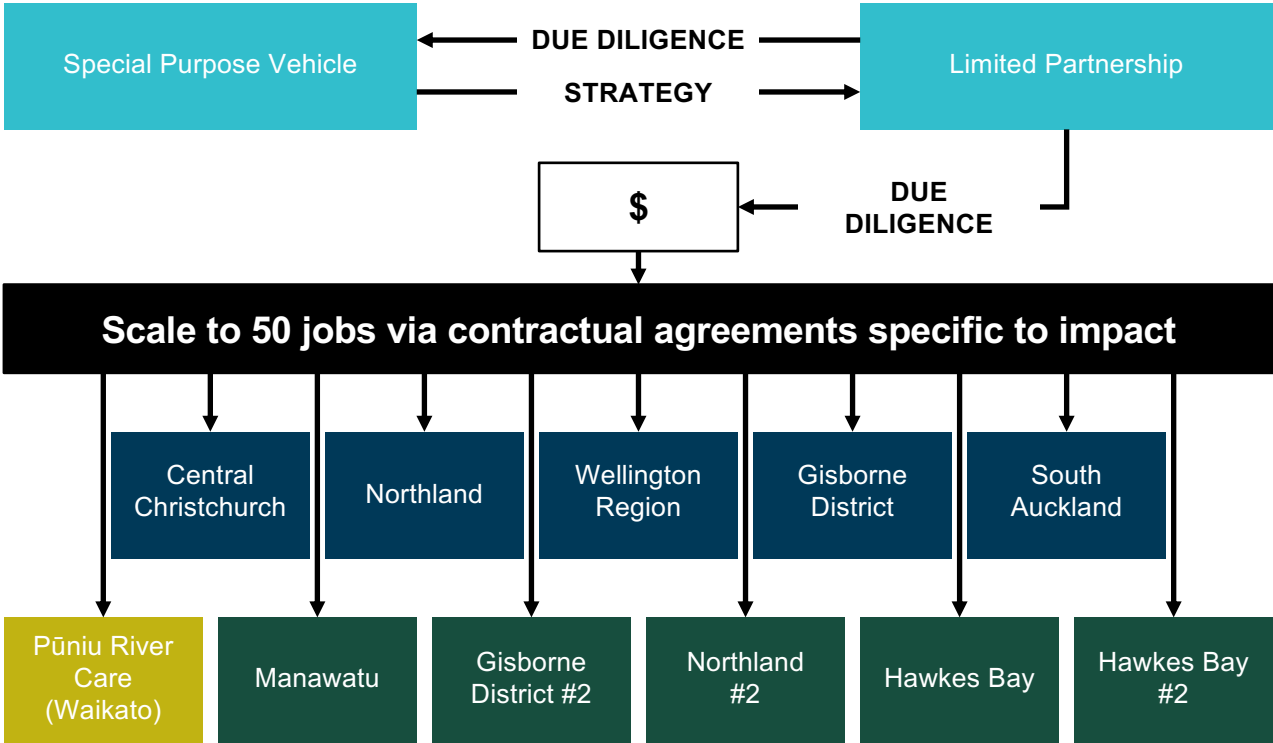 Special Purpose Vehicle
DUE DILIGENCE
STRATEGY
Limited Partnership
$
DUE
DILIGENCE
Scale to 50 jobs via contractual agreements specific to impact
Central
Christchurch
Northland
Wellington
Region
Gisborne
District
South
Auckland
Pūniu River
Care
(Waikato)
Manawatu
Gisborne
District #2
Northland
#2
Hawkes Bay
Hawkes Bay
#2